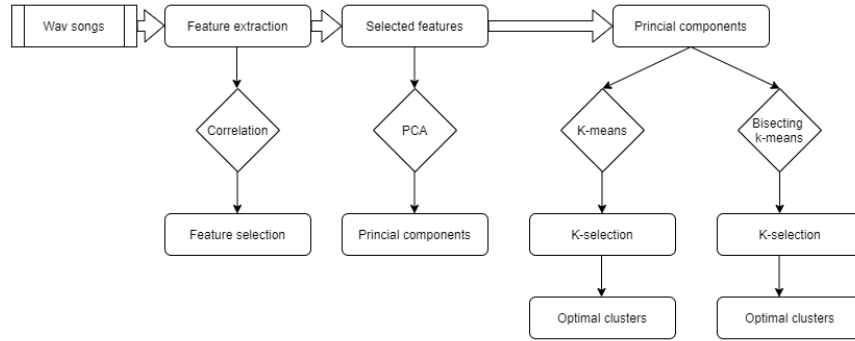 Wav songs
Feature extraction
Selected features
Princial components
Correlation
PCA
K-means
Bisecting
k-means
Feature selection
Princial components
K-selection
K-selection
Optimal clusters
Optimal clusters